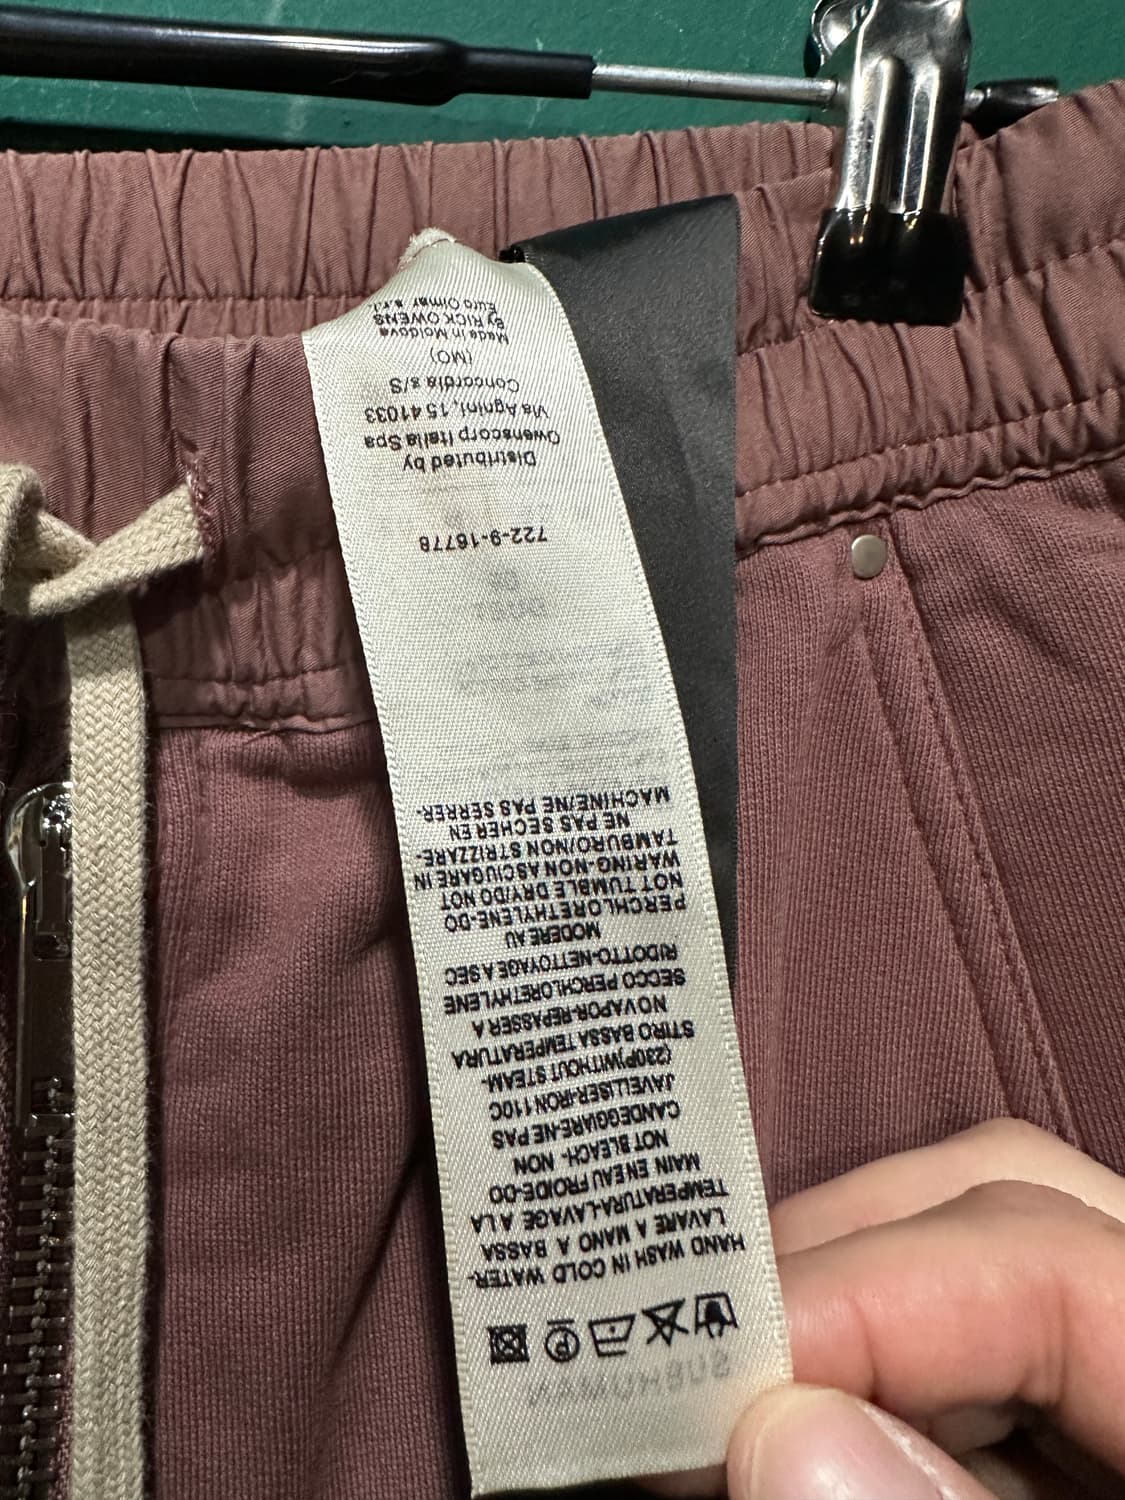 HAND WASH IN COLD WATER-
LAVARE A MANO A BASSA
TEMPERATURA-LAVAGE A LA
MAIN EN EAU FROIDE-DO
NOT BLEACH- NON
CANDEGGIARE-NE PAS
JAVELLISER-IRON 110C
(230P)WITHOUT STEAM-
STIRO BASSA TEMPERATURA
NO VAPOR-REPASSER A
SECCO PERCHLORETHYLENE
RIDOTTO-NETTOYAGE A SEC
MODEREAU
PERCHLORETHYLENE-DO
NOT TUMBLE DRY/DO NOT
WARING-NON ASCIUGARE IN
TAMBURO/NON STRIZZARE-
NE PAS SECHER EN
MACHINE/NE PAS SERRER.
722-9-16778
Distributed by
Owenscorp Italia Spa
Via Agnini, 15 41033
Concordia s/S
(MO)
Made in Moldova
By RICK OWENS
Euro Oimar s.r.l.